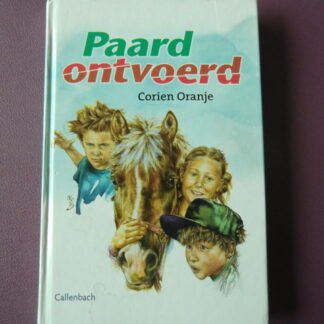 Paard
ontvoerd
Corien Oranje
Callenbach